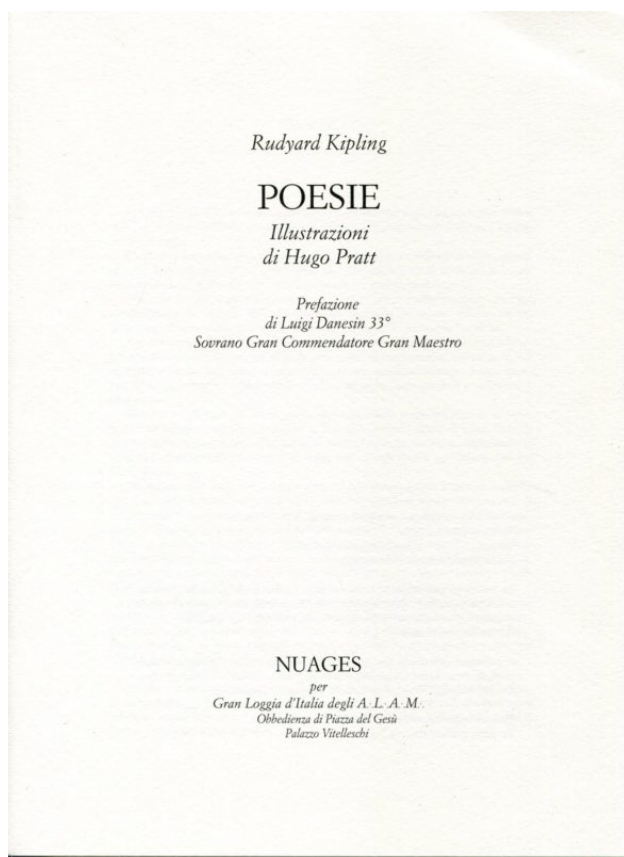 Rudyard Kipling
POESIE
Illustrazioni
di Hugo Pratt
Prefazione
di Luigi Danesin 33°
Sovrano Gran Commendatore Gran Maestro
NUAGES
per
Gran Loggia d'Italia degli A∴L∴A∴M∴
Obbedienza di Piazza del Gesù
Palazzo Vitelleschi